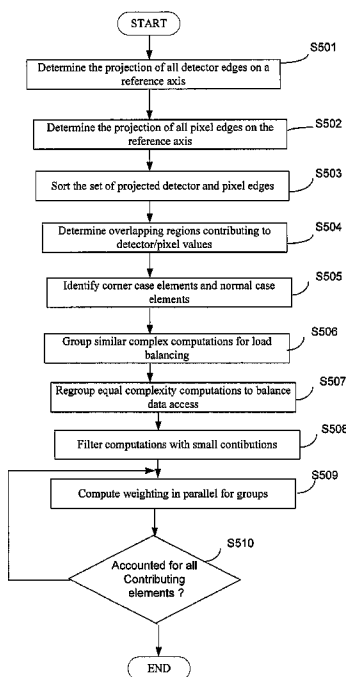 START
S501
Determine the projection of all detector edges on a
reference axis
S502
Determine the projection of all pixel edges on the
reference axis
S503
Sort the set of projected detector and pixel edges
S504
Determine overlapping regions contributing to
detector/pixel values
S505
Identify corner case elements and normal case
elements
S506
Group similar complex computations for load
balancing
S507
Regroup equal complexity computations to balance
data access
S508
Filter computations with small contibutions
S509
Compute weighting in parallel for groups
S510
Accounted for all
Contributing
elements ?
END